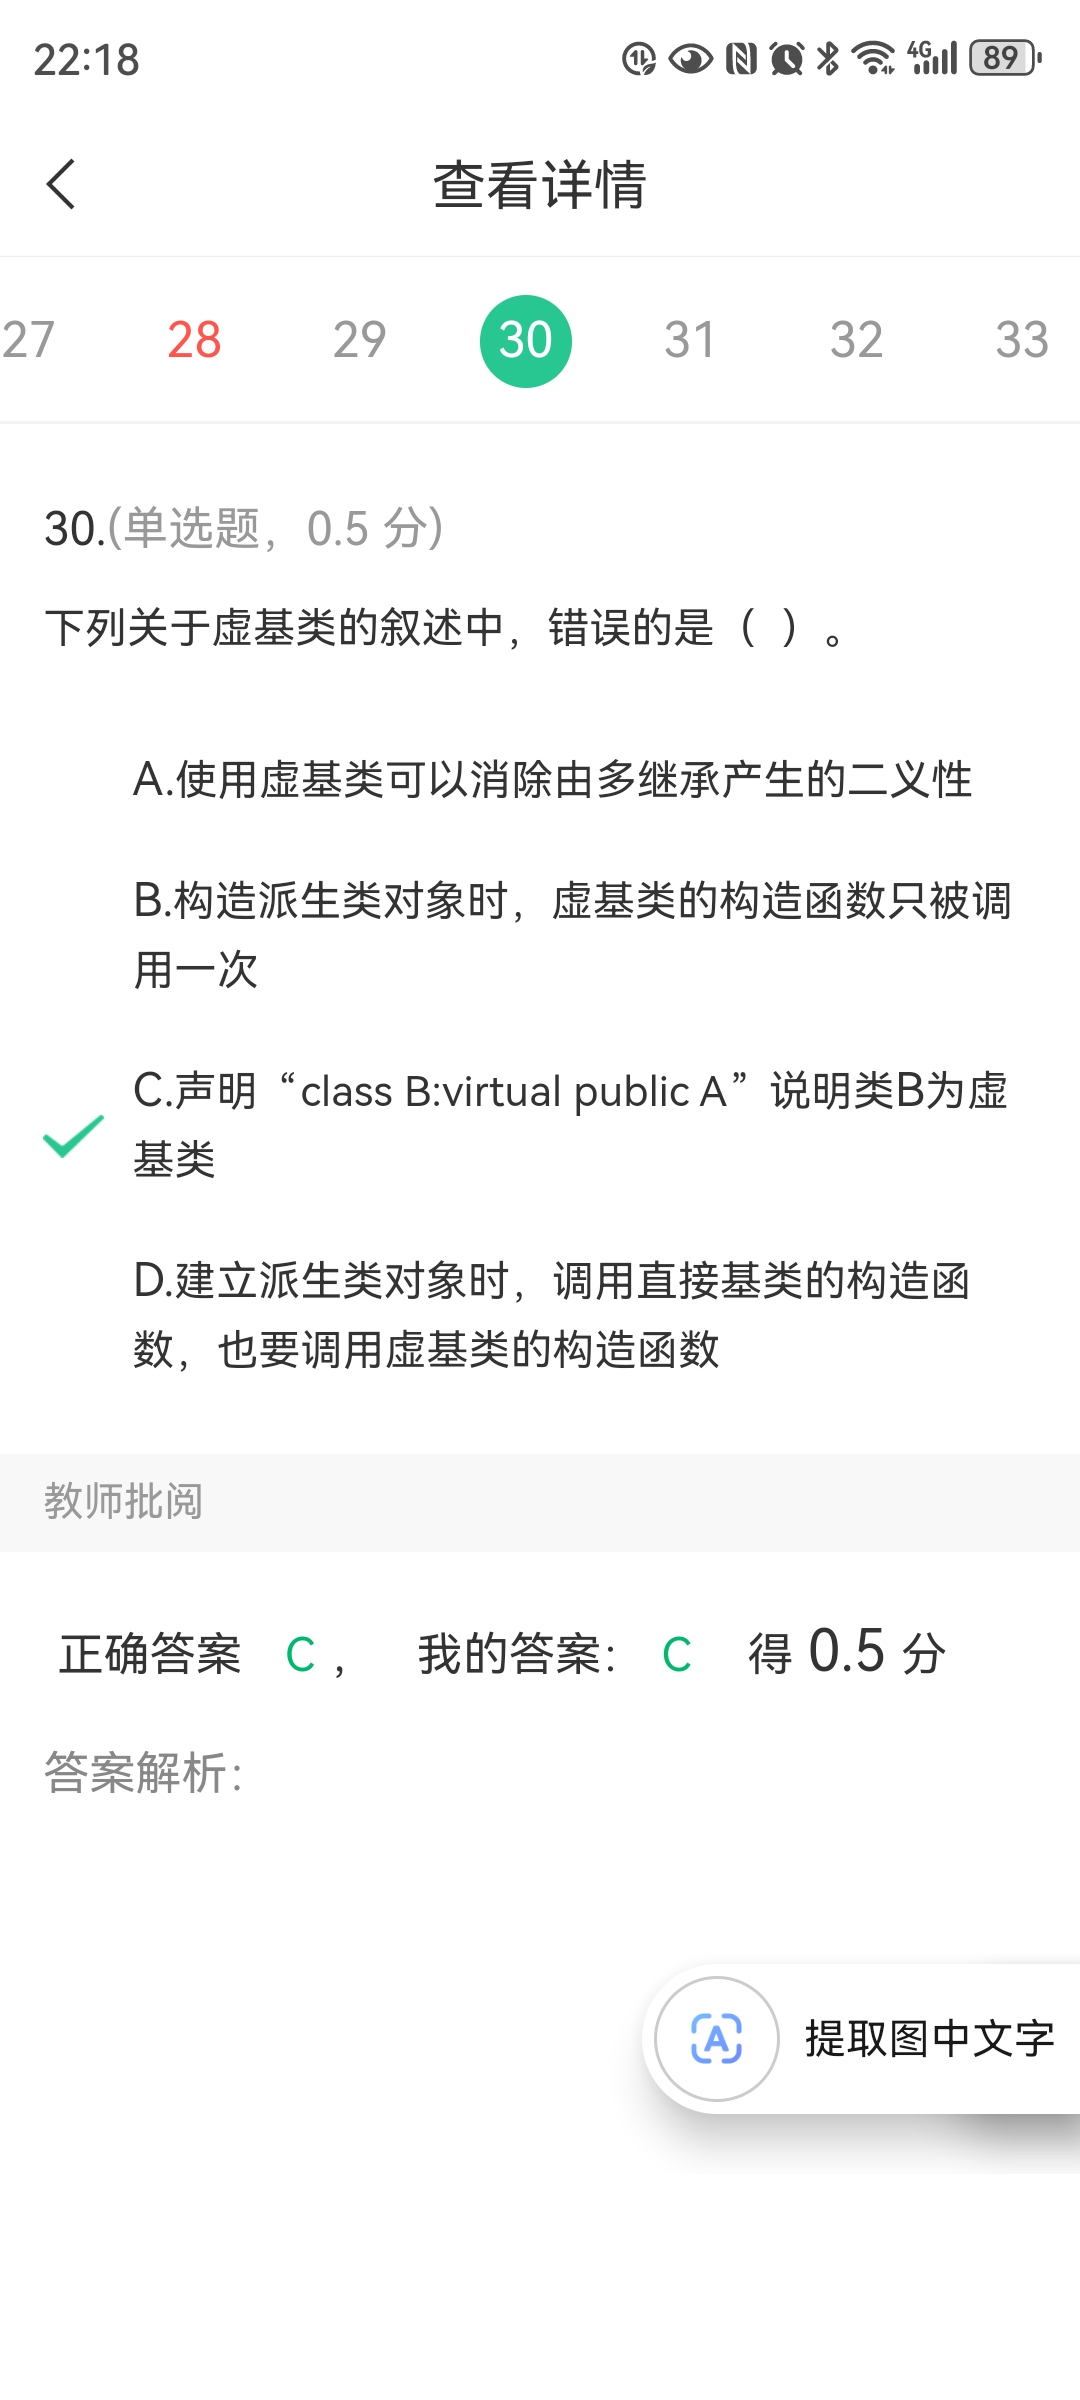 22:18
4G
89
查看详情
27 28 29 30 31 32 33
30.(单选题，0.5 分)
下列关于虚基类的叙述中，错误的是（ ）。
A.使用虚基类可以消除由多继承产生的二义性
B.构造派生类对象时，虚基类的构造函数只被调
用一次
C.声明“class B:virtual public A”说明类B为虚
基类
D.建立派生类对象时，调用直接基类的构造函
数，也要调用虚基类的构造函数
教师批阅
正确答案 C ， 我的答案： C 得 0.5 分
答案解析：
A 提取图中文字